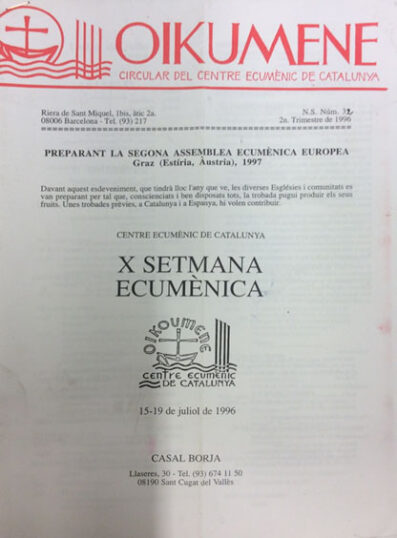 OIKUMENE
CIRCULAR DEL CENTRE ECUMÈNIC DE CATALUNYA
Riera de Sant Miquel, 1bis, àtic 2a.
08006 Barcelona - Tel. (93) 217
N.S. Núm. 32
2n. Trimestre de 1996
PREPARANT LA SEGONA ASSEMBLEA ECUMÈNICA EUROPEA
Graz (Estíria, Àustria), 1997
Davant aquest esdeveniment, que tindrà lloc l'any que ve, les diverses Esglésies i comunitats es
van preparant per tal que, conscienciats i ben disposats tots, la trobada pugui produir els seus
fruits. Unes trobades prèvies, a Catalunya i a Espanya, hi volen contribuir.
CENTRE ECUMÈNIC DE CATALUNYA
X SETMANA
ECUMÈNICA
OIKOUMENE
CENTRE ECUMENIC
DE CATALUNYA
15-19 de juliol de 1996
CASAL BORJA
Llaseres, 30 - Tel. (93) 674 11 50
08190 Sant Cugat del Vallès